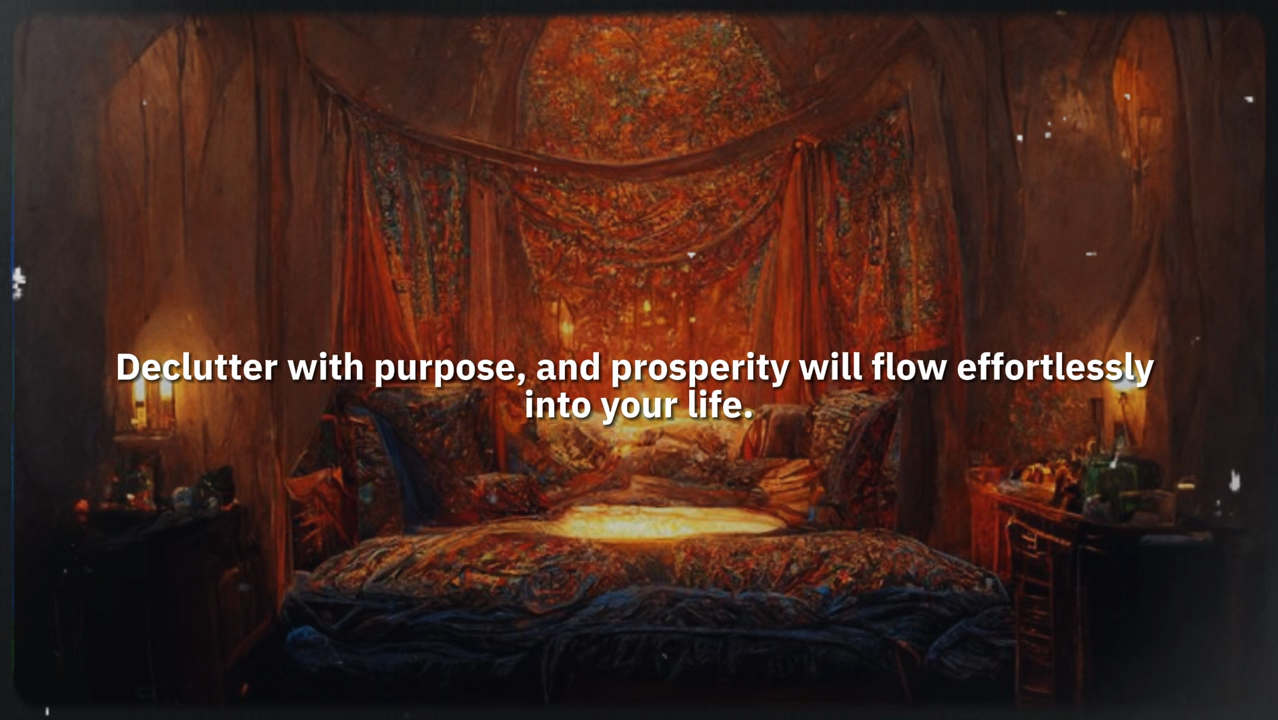 Declutter with purpose, and prosperity will flow effortlessly
into your life.